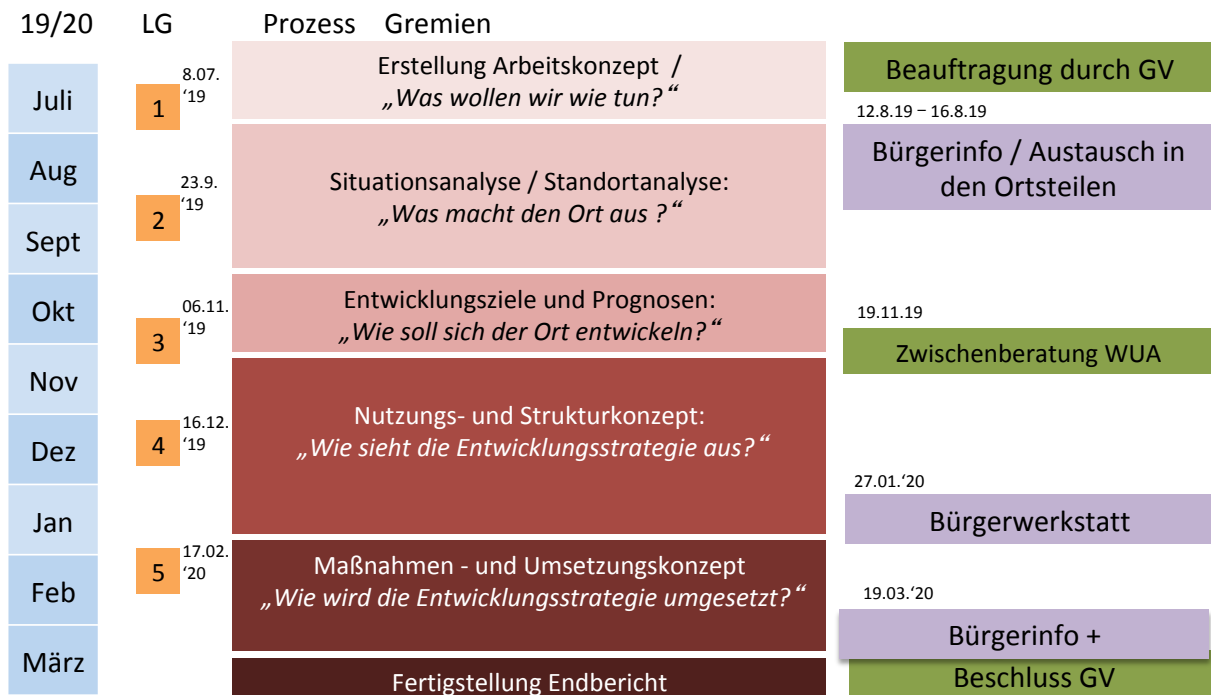 19/20 LG Prozess Gremien
Juli
Aug
Sept
Okt
Nov
Dez
Jan
Feb
März
8.07.
‘19
1
23.9.
‘19
2
06.11.
‘19
3
16.12.
‘19
4
17.02.
‘20
5
Erstellung Arbeitskonzept /
„Was wollen wir wie tun?“
Situationsanalyse / Standortanalyse:
„Was macht den Ort aus ?“
Entwicklungsziele und Prognosen:
„Wie soll sich der Ort entwickeln?“
Nutzungs- und Strukturkonzept:
„Wie sieht die Entwicklungsstrategie aus?“
Maßnahmen - und Umsetzungskonzept
„Wie wird die Entwicklungsstrategie umgesetzt?“
Fertigstellung Endbericht
Beauftragung durch GV
12.8.19 – 16.8.19
Bürgerinfo / Austausch in
den Ortsteilen
19.11.19
Zwischenberatung WUA
27.01.‘20
Bürgerwerkstatt
19.03.‘20
Bürgerinfo +
Beschluss GV